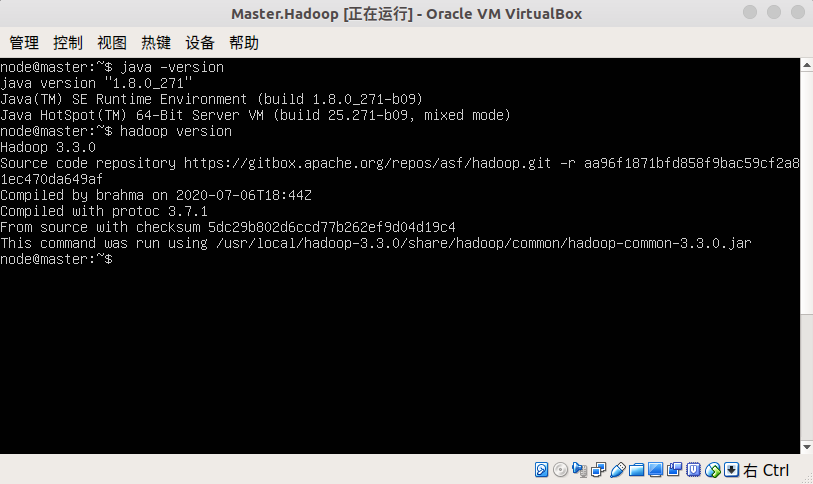 Master.Hadoop [正在运行] - Oracle VM VirtualBox
管理 控制 视图 热键 设备 帮助
node@master:~$ java -version
java version "1.8.0_271"
Java(TM) SE Runtime Environment (build 1.8.0_271-b09)
Java HotSpot(TM) 64-Bit Server VM (build 25.271-b09, mixed mode)
node@master:~$ hadoop version
Hadoop 3.3.0
Source code repository https://gitbox.apache.org/repos/asf/hadoop.git -r aa96f1871bfd858f9bac59cf2a8
1ec470da649af
Compiled by brahma on 2020-07-06T18:44Z
Compiled with protoc 3.7.1
From source with checksum 5dc29b802d6ccd77b262ef9d04d19c4
This command was run using /usr/local/hadoop-3.3.0/share/hadoop/common/hadoop-common-3.3.0.jar
node@master:~$
右 Ctrl